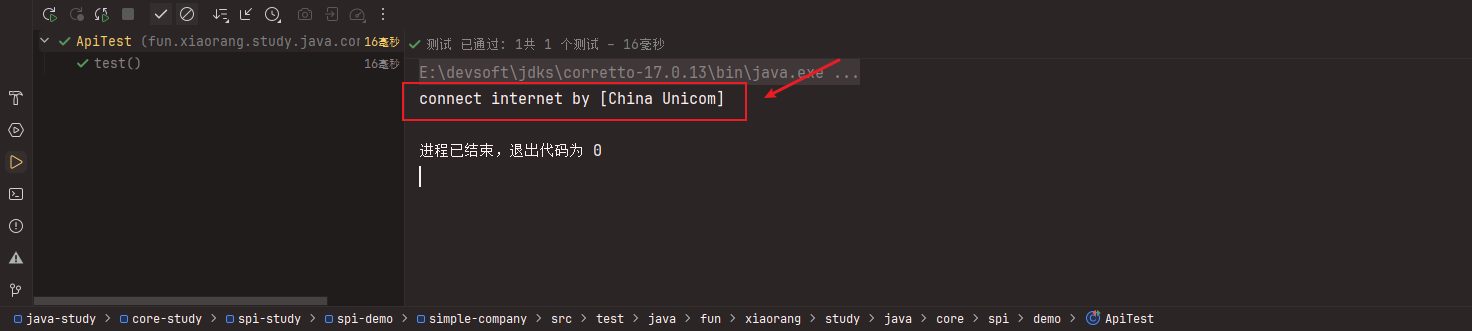 ApiTest (fun.xiaorang.study.java.cor 16毫秒
test() 16毫秒
测试 已通过: 1共 1 个测试 – 16毫秒
E:\devsoft\jdks\corretto-17.0.13\bin\java.exe ...
connect internet by [China Unicom]
进程已结束，退出代码为 0
java-study > core-study > spi-study > spi-demo > simple-company > src > test > java > fun > xiaorang > study > java > core > spi > demo > ApiTest